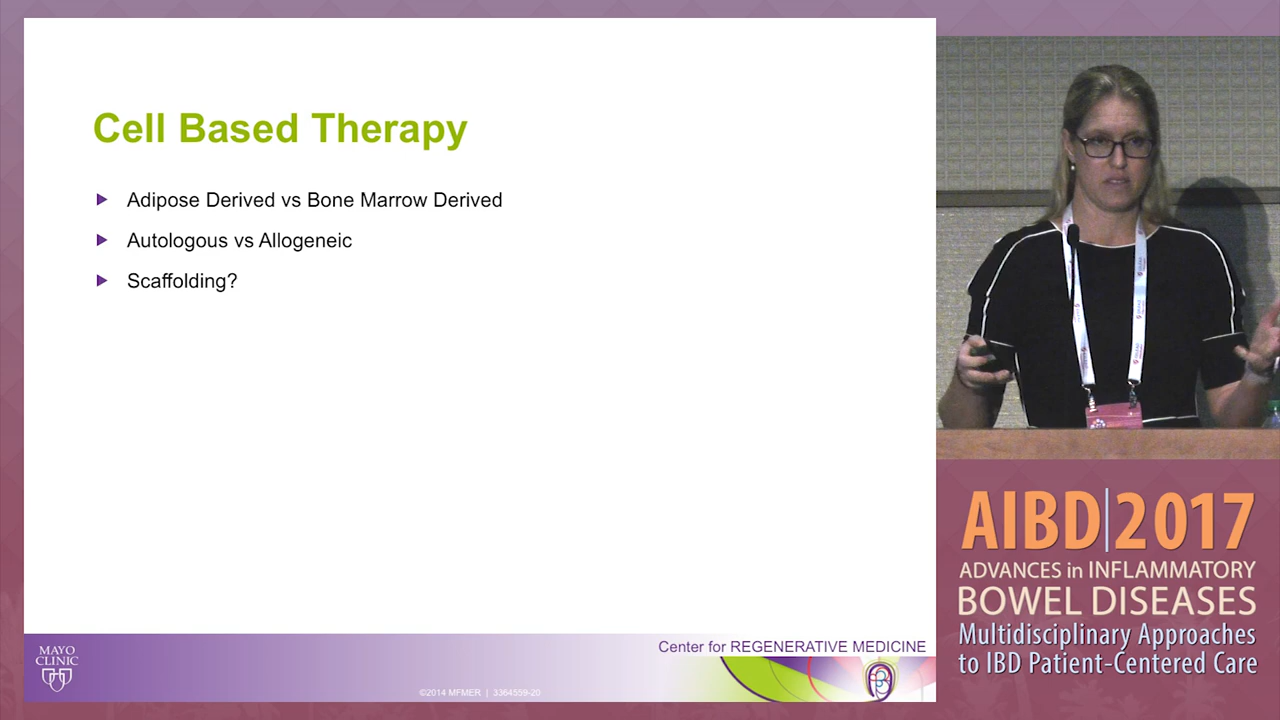 Cell Based Therapy
Adipose Derived vs Bone Marrow Derived
Autologous vs Allogeneic
Scaffolding?
MAYO
CLINIC
©2014 MFMER | 3364559-20
Center for REGENERATIVE MEDICINE
AIBD|2017
ADVANCES in INFLAMMATORY
BOWEL DISEASES
Multidisciplinary Approaches
to IBD Patient-Centered Care